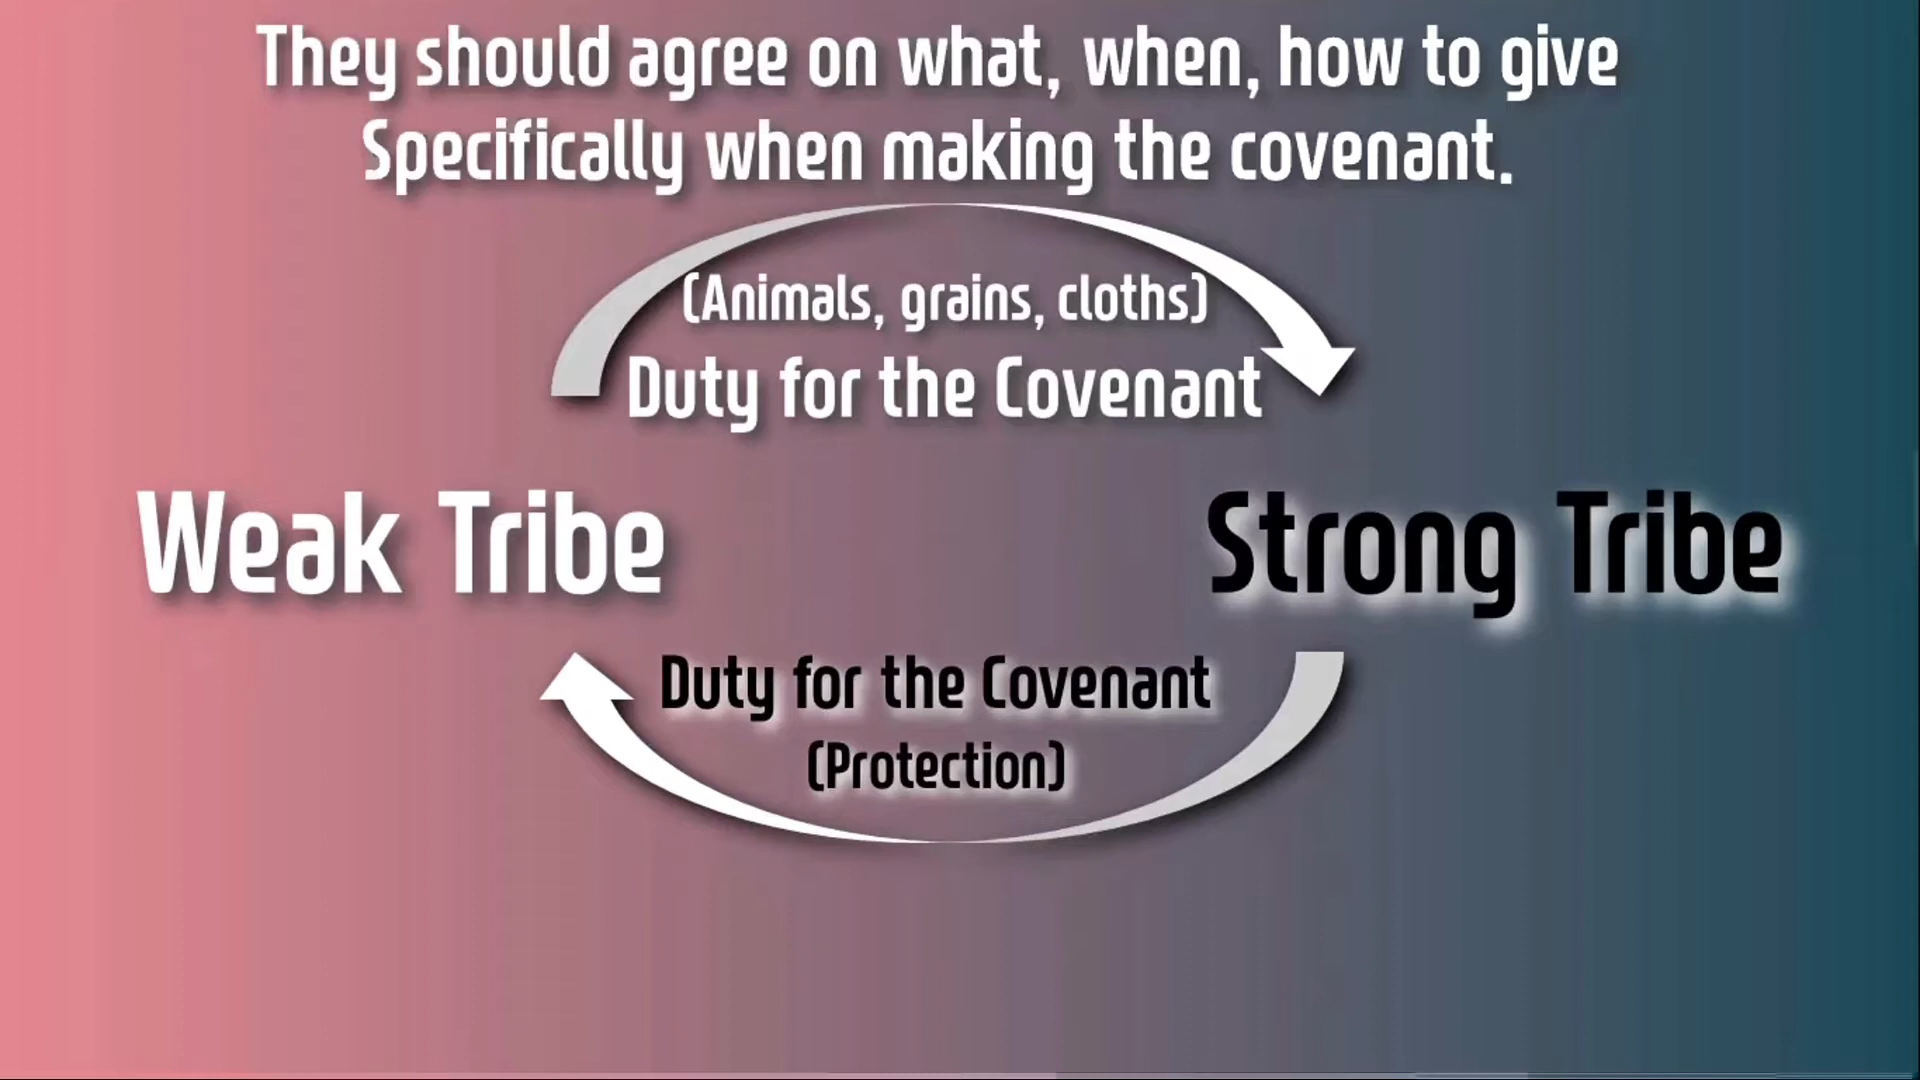 They should agree on what, when, how to give
Specifically when making the covenant.
(Animals, grains, cloths)
Duty for the Covenant
Weak Tribe
Strong Tribe
Duty for the Covenant
(Protection)